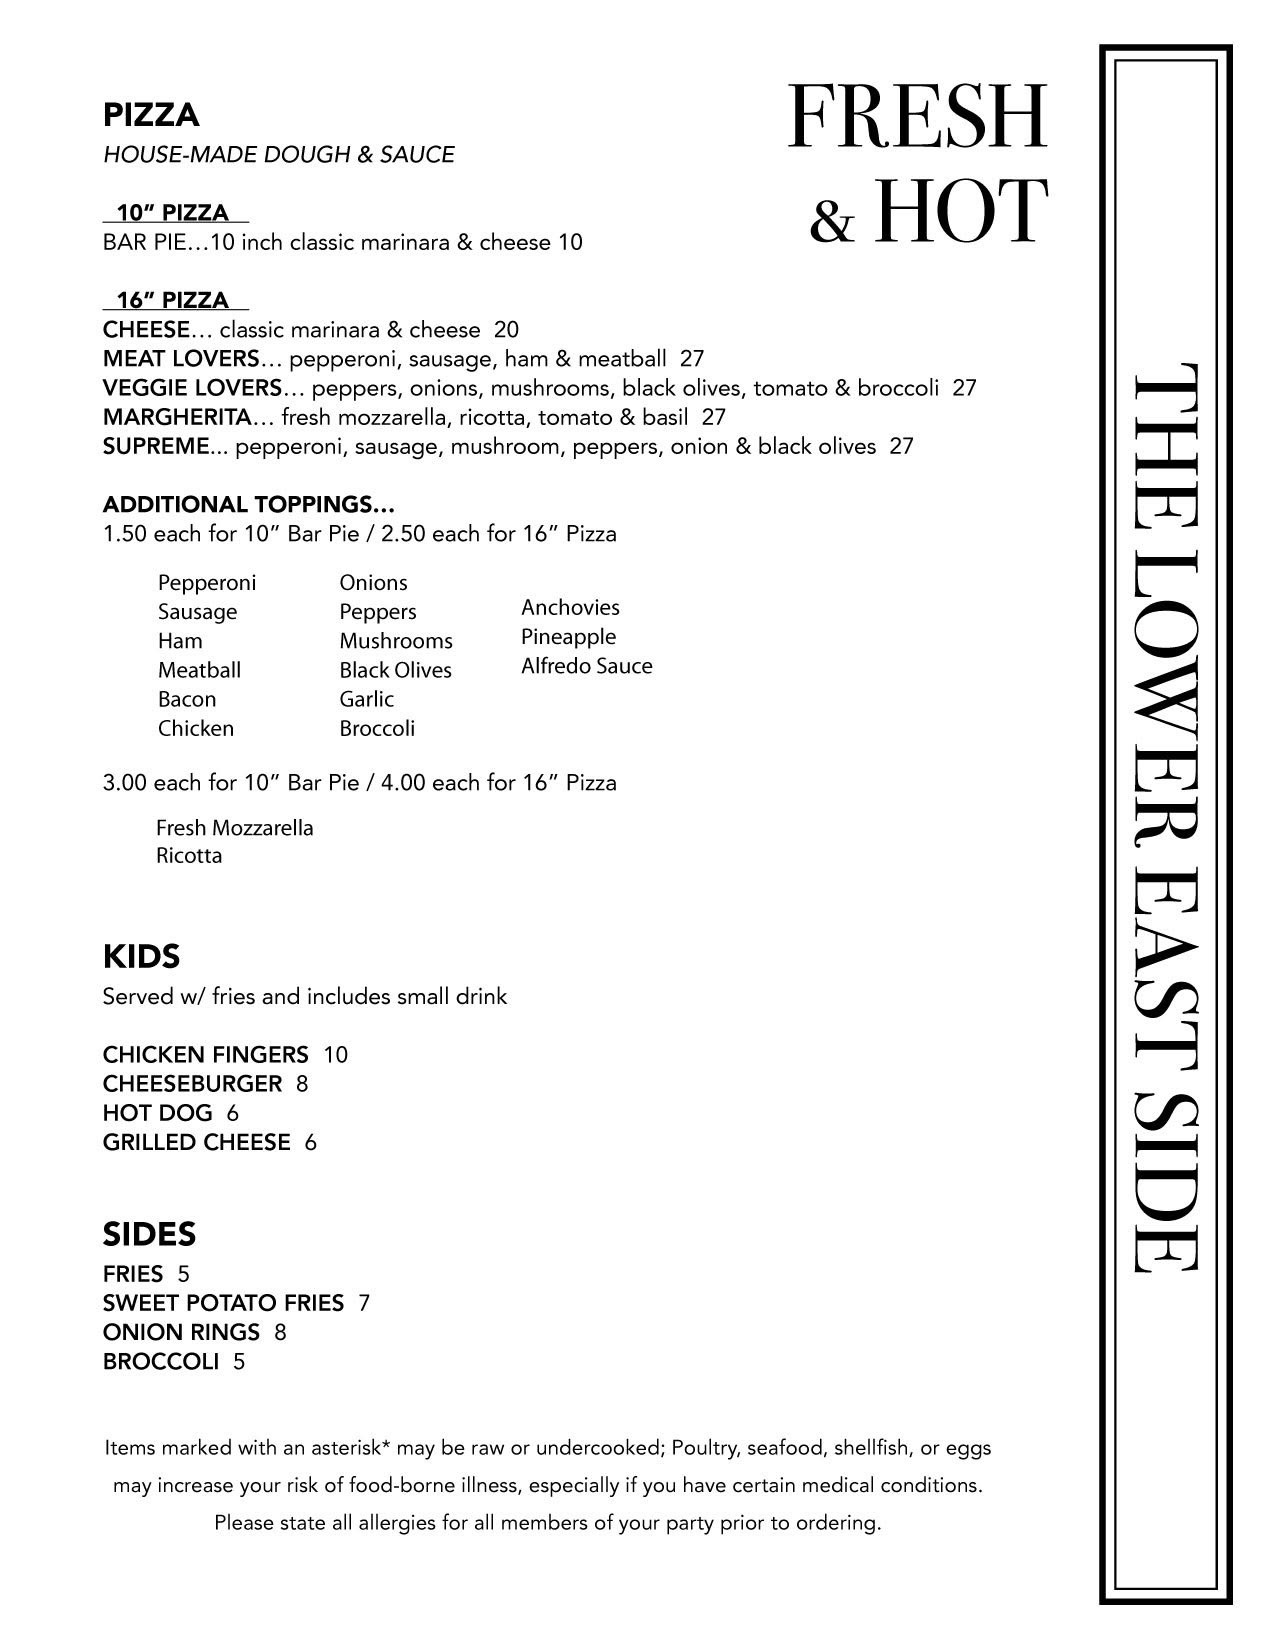 FRESH
& HOT
PIZZA
HOUSE-MADE DOUGH & SAUCE
10” PIZZA
BAR PIE…10 inch classic marinara & cheese 10
16” PIZZA
CHEESE… classic marinara & cheese 20
MEAT LOVERS… pepperoni, sausage, ham & meatball 27
VEGGIE LOVERS… peppers, onions, mushrooms, black olives, tomato & broccoli 27
MARGHERITA… fresh mozzarella, ricotta, tomato & basil 27
SUPREME... pepperoni, sausage, mushroom, peppers, onion & black olives 27
ADDITIONAL TOPPINGS…
1.50 each for 10” Bar Pie / 2.50 each for 16” Pizza
Pepperoni
Sausage
Ham
Meatball
Bacon
Chicken
Onions
Peppers
Mushrooms
Black Olives
Garlic
Broccoli
Anchovies
Pineapple
Alfredo Sauce
3.00 each for 10” Bar Pie / 4.00 each for 16” Pizza
Fresh Mozzarella
Ricotta
KIDS
Served w/ fries and includes small drink
CHICKEN FINGERS 10
CHEESEBURGER 8
HOT DOG 6
GRILLED CHEESE 6
SIDES
FRIES 5
SWEET POTATO FRIES 7
ONION RINGS 8
BROCCOLI 5
Items marked with an asterisk* may be raw or undercooked; Poultry, seafood, shellfish, or eggs
may increase your risk of food-borne illness, especially if you have certain medical conditions.
Please state all allergies for all members of your party prior to ordering.
THE LOWER EAST SIDE